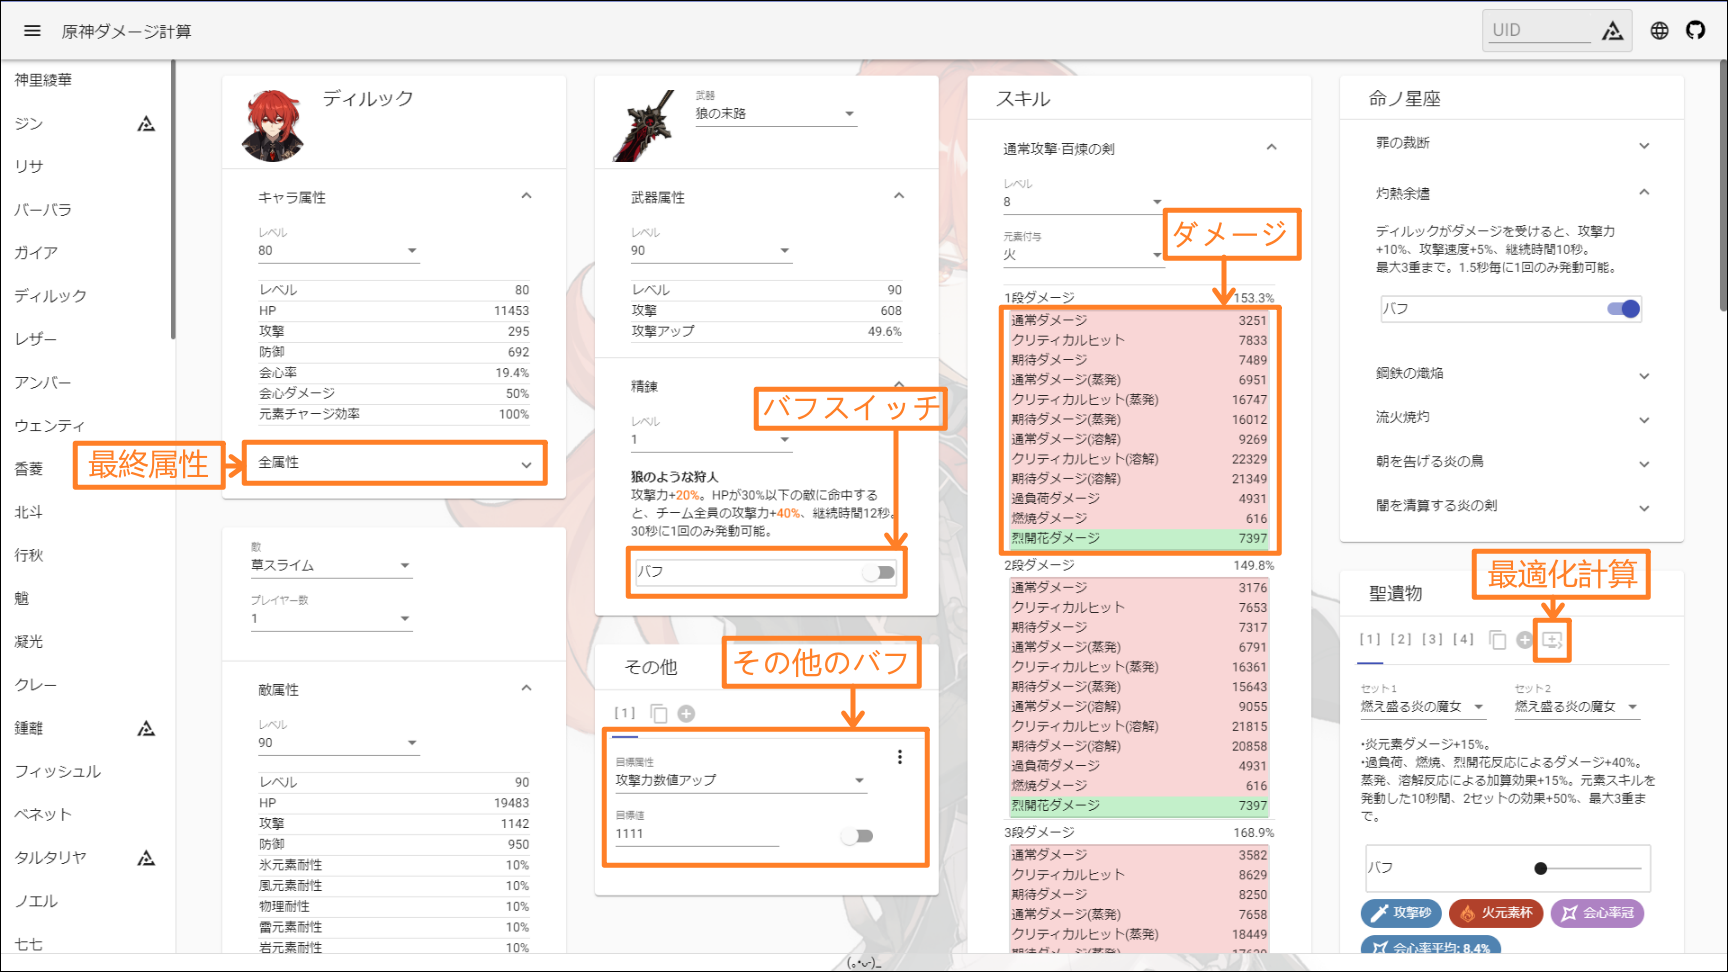 原神ダメージ計算
UID
神里綾華
ジン
リサ
バーバラ
ガイア
ディルック
レザー
アンバー
ウェンティ
香菱
北斗
行秋
魈
凝光
クレー
鍾離
フィッシュル
ベネット
タルタリヤ
ノエル
七七
ディルック
キャラ属性
レベル
80
レベル 80
HP 11453
攻撃 295
防御 692
会心率 19.4%
会心ダメージ 50%
元素チャージ効率 100%
最終属性
全属性
敵
草スライム
プレイヤー数
1
敵属性
レベル
90
レベル 90
HP 19483
攻撃 1142
防御 950
氷元素耐性 10%
風元素耐性 10%
物理耐性 10%
雷元素耐性 10%
岩元素耐性 10%
武器
狼の末路
武器属性
レベル
90
レベル 90
攻撃 608
攻撃アップ 49.6%
精錬
バフスイッチ
レベル
1
狼のような狩人
攻撃力+20%。HPが30%以下の敵に命中する
と、チーム全員の攻撃力+40%、継続時間12秒。
30秒に1回のみ発動可能。
バフ
その他
その他のバフ
[1]
目標属性
攻撃力数値アップ
目標値
1111
スキル
通常攻撃·百煉の剣
レベル
8
元素付与
火
ダメージ
1段ダメージ 153.3%
通常ダメージ 3251
クリティカルヒット 7833
期待ダメージ 7489
通常ダメージ(蒸発) 6951
クリティカルヒット(蒸発) 16747
期待ダメージ(蒸発) 16012
通常ダメージ(溶解) 9269
クリティカルヒット(溶解) 22329
期待ダメージ(溶解) 21349
過負荷ダメージ 4931
燃焼ダメージ 616
烈開花ダメージ 7397
2段ダメージ 149.8%
通常ダメージ 3176
クリティカルヒット 7653
期待ダメージ 7317
通常ダメージ(蒸発) 6791
クリティカルヒット(蒸発) 16361
期待ダメージ(蒸発) 15643
通常ダメージ(溶解) 9055
クリティカルヒット(溶解) 21815
期待ダメージ(溶解) 20858
過負荷ダメージ 4931
燃焼ダメージ 616
烈開花ダメージ 7397
3段ダメージ 168.9%
通常ダメージ 3582
クリティカルヒット 8629
期待ダメージ 8250
通常ダメージ(蒸発) 7658
クリティカルヒット(蒸発) 18449
命ノ星座
罪の裁断
灼熱余燼
ディルックがダメージを受けると、攻撃力
+10%、攻撃速度+5%、継続時間10秒。
最大3重まで。1.5秒毎に1回のみ発動可能。
バフ
鋼鉄の熾焔
流火焼灼
朝を告げる炎の鳥
闇を清算する炎の剣
最適化計算
聖遺物
[1] [2] [3] [4]
セット1
燃え盛る炎の魔女
セット2
燃え盛る炎の魔女
•炎元素ダメージ+15%。
•過負荷、燃焼、烈開花反応によるダメージ+40%。
蒸発、溶解反応による加算効果+15%。元素スキルを
発動した10秒間、2セットの効果+50%、最大3重ま
で。
バフ
攻撃砂
火元素杯
会心率冠
会心率平均: 8.4%